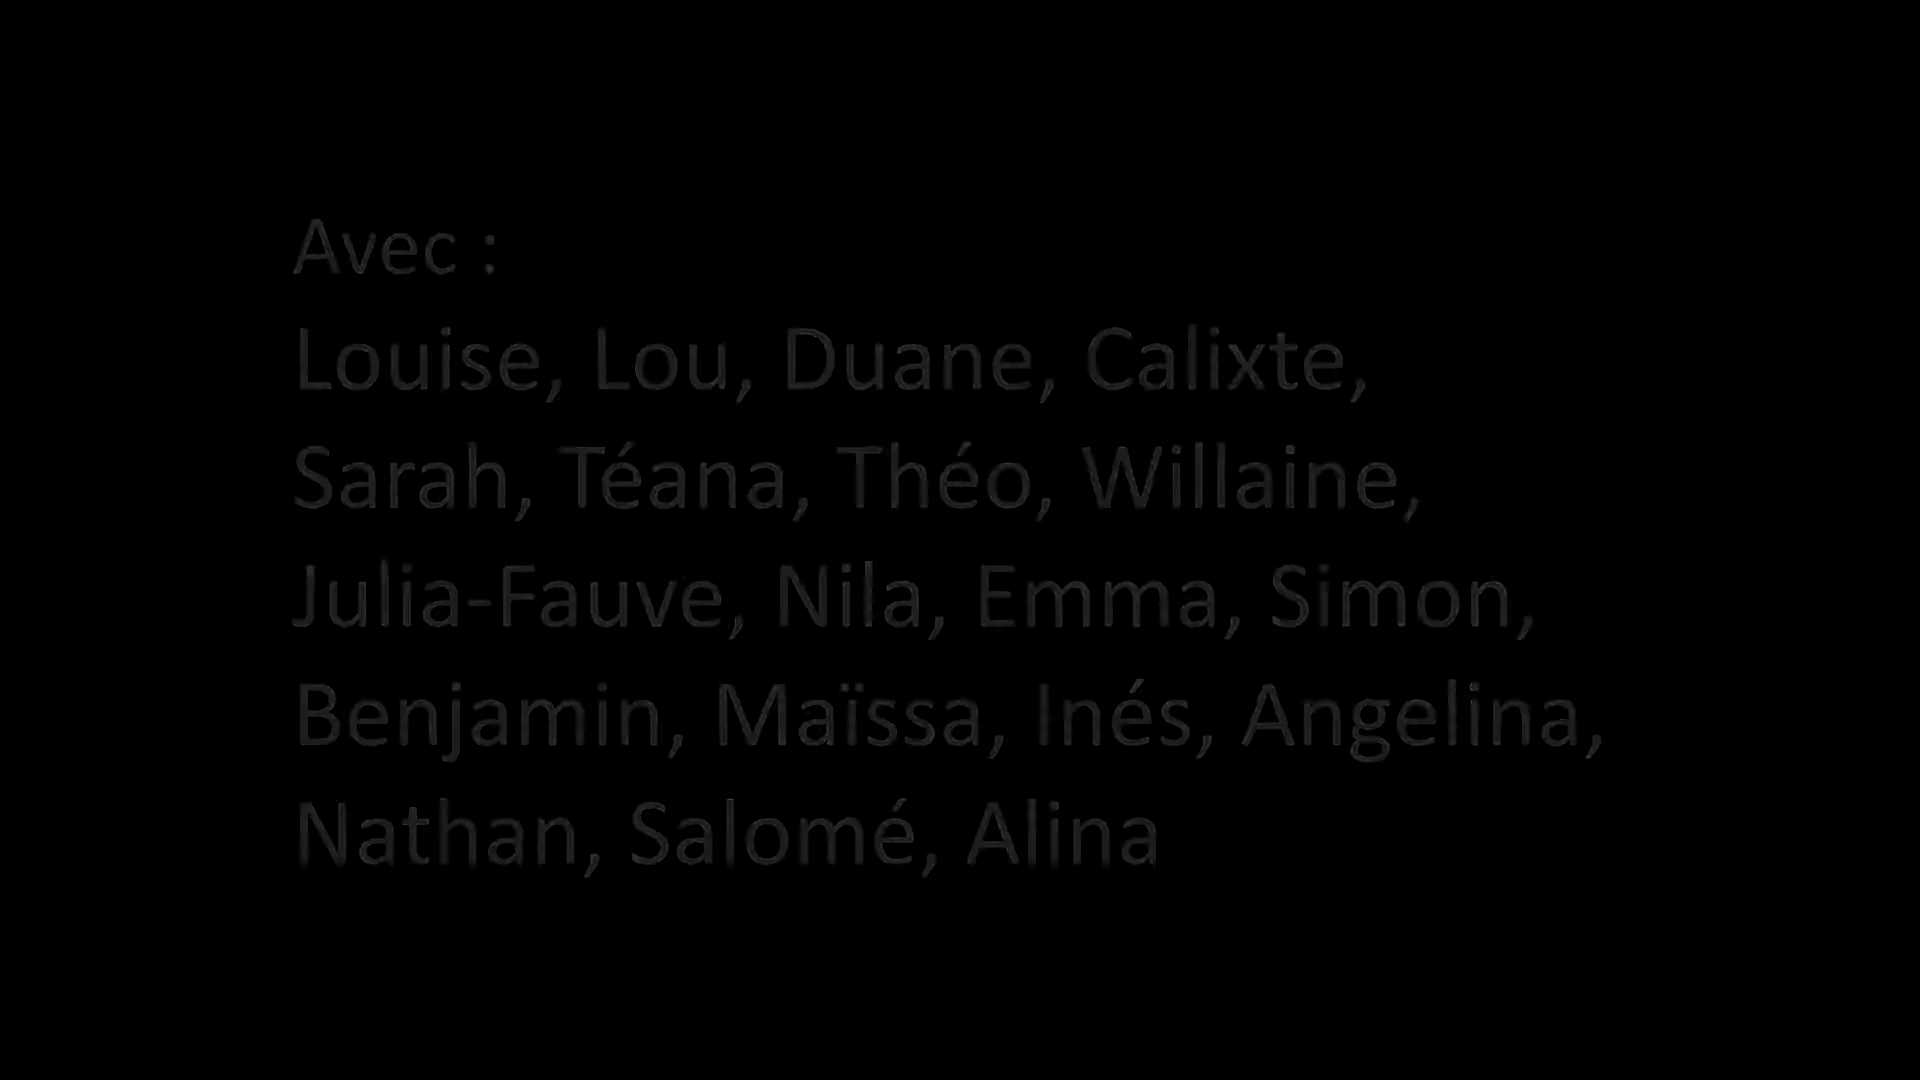 Avec :
Louise, Lou, Duane, Calixte,
Sarah, Téana, Théo, Willaine,
Julia-Fauve, Nila, Emma, Simon,
Benjamin, Maïssa, Inés, Angelina,
Nathan, Salomé, Alina